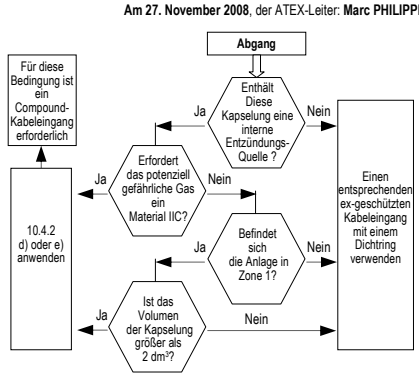 Am 27. November 2008, der ATEX-Leiter: Marc PHILIPP
Abgang
Für diese
Bedingung ist
ein
Compound-
Kabeleingang
erforderlich
Enthält
Diese
Kapselung eine
interne
Entzündungs-
Quelle ?
Ja
Nein
Erfordert
das potenziell
gefährliche Gas
ein
Material IIC?
Ja
Nein
10.4.2
d) oder e)
anwenden
Einen
entsprechenden
ex-geschützten
Kabeleingang
mit einem
Dichtring
verwenden
Befindet
sich
die Anlage in
Zone 1?
Ja
Nein
Ist das
Volumen
der Kapselung
größer als
2 dm³?
Ja
Nein